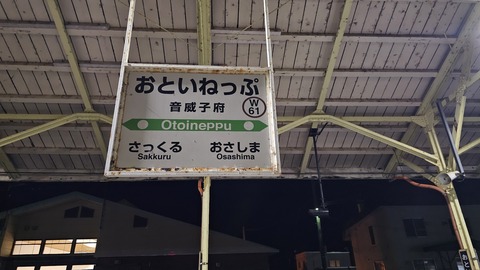 おといねっぷ
音威子府
W
61
Otoineppu
さっくる おさしま
Sakkuru Osashima